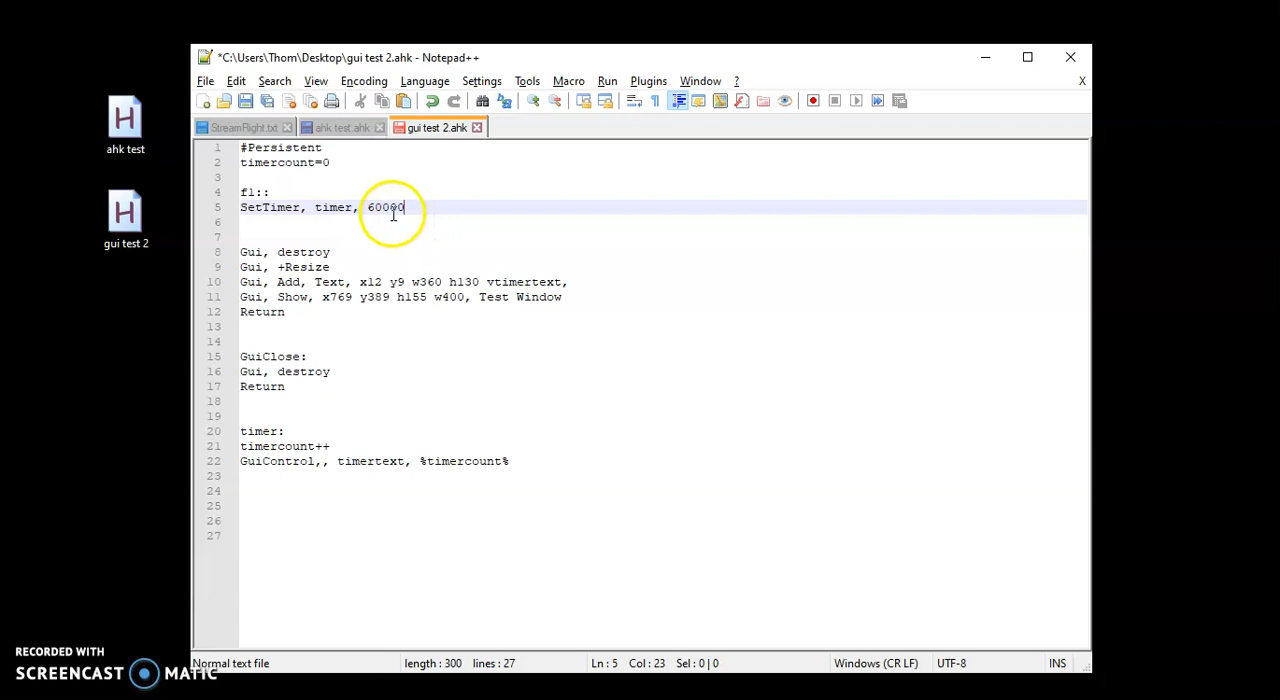 *C:\Users\Thom\Desktop\gui test 2.ahk - Notepad++
File Edit Search View Encoding Language Settings Tools Macro Run Plugins Window ? X
StreamRight.txt ahk test.ahk gui test 2.ahk
ahk test
gui test 2
1 #Persistent
2 timercount=0
3
4 f1::
5 SetTimer, timer, 60000
6
7
8 Gui, destroy
9 Gui, +Resize
10 Gui, Add, Text, x12 y9 w360 h130 vtimertext,
11 Gui, Show, x769 y389 h155 w400, Test Window
12 Return
13
14
15 GuiClose:
16 Gui, destroy
17 Return
18
19
20 timer:
21 timercount++
22 GuiControl,, timertext, %timercount%
23
24
25
26
27
RECORDED WITH
SCREENCAST MATIC
Normal text file length : 300 lines : 27 Ln : 5 Col : 23 Sel : 0 | 0 Windows (CR LF) UTF-8 INS